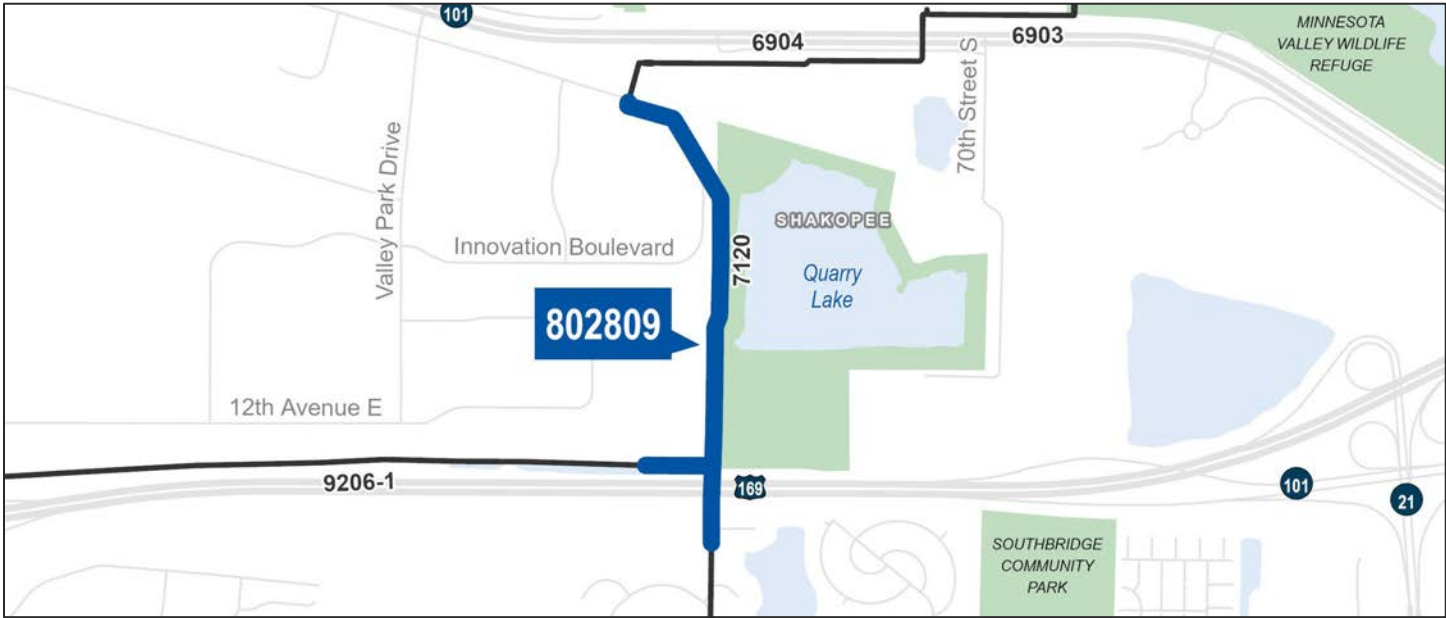 101
6904
6903
MINNESOTA
VALLEY WILDLIFE
REFUGE
70th Street S
Valley Park Drive
SHAKOPEE
Innovation Boulevard
7120
Quarry
Lake
802809
12th Avenue E
9206-1
169
101
21
SOUTHBRIDGE
COMMUNITY
PARK